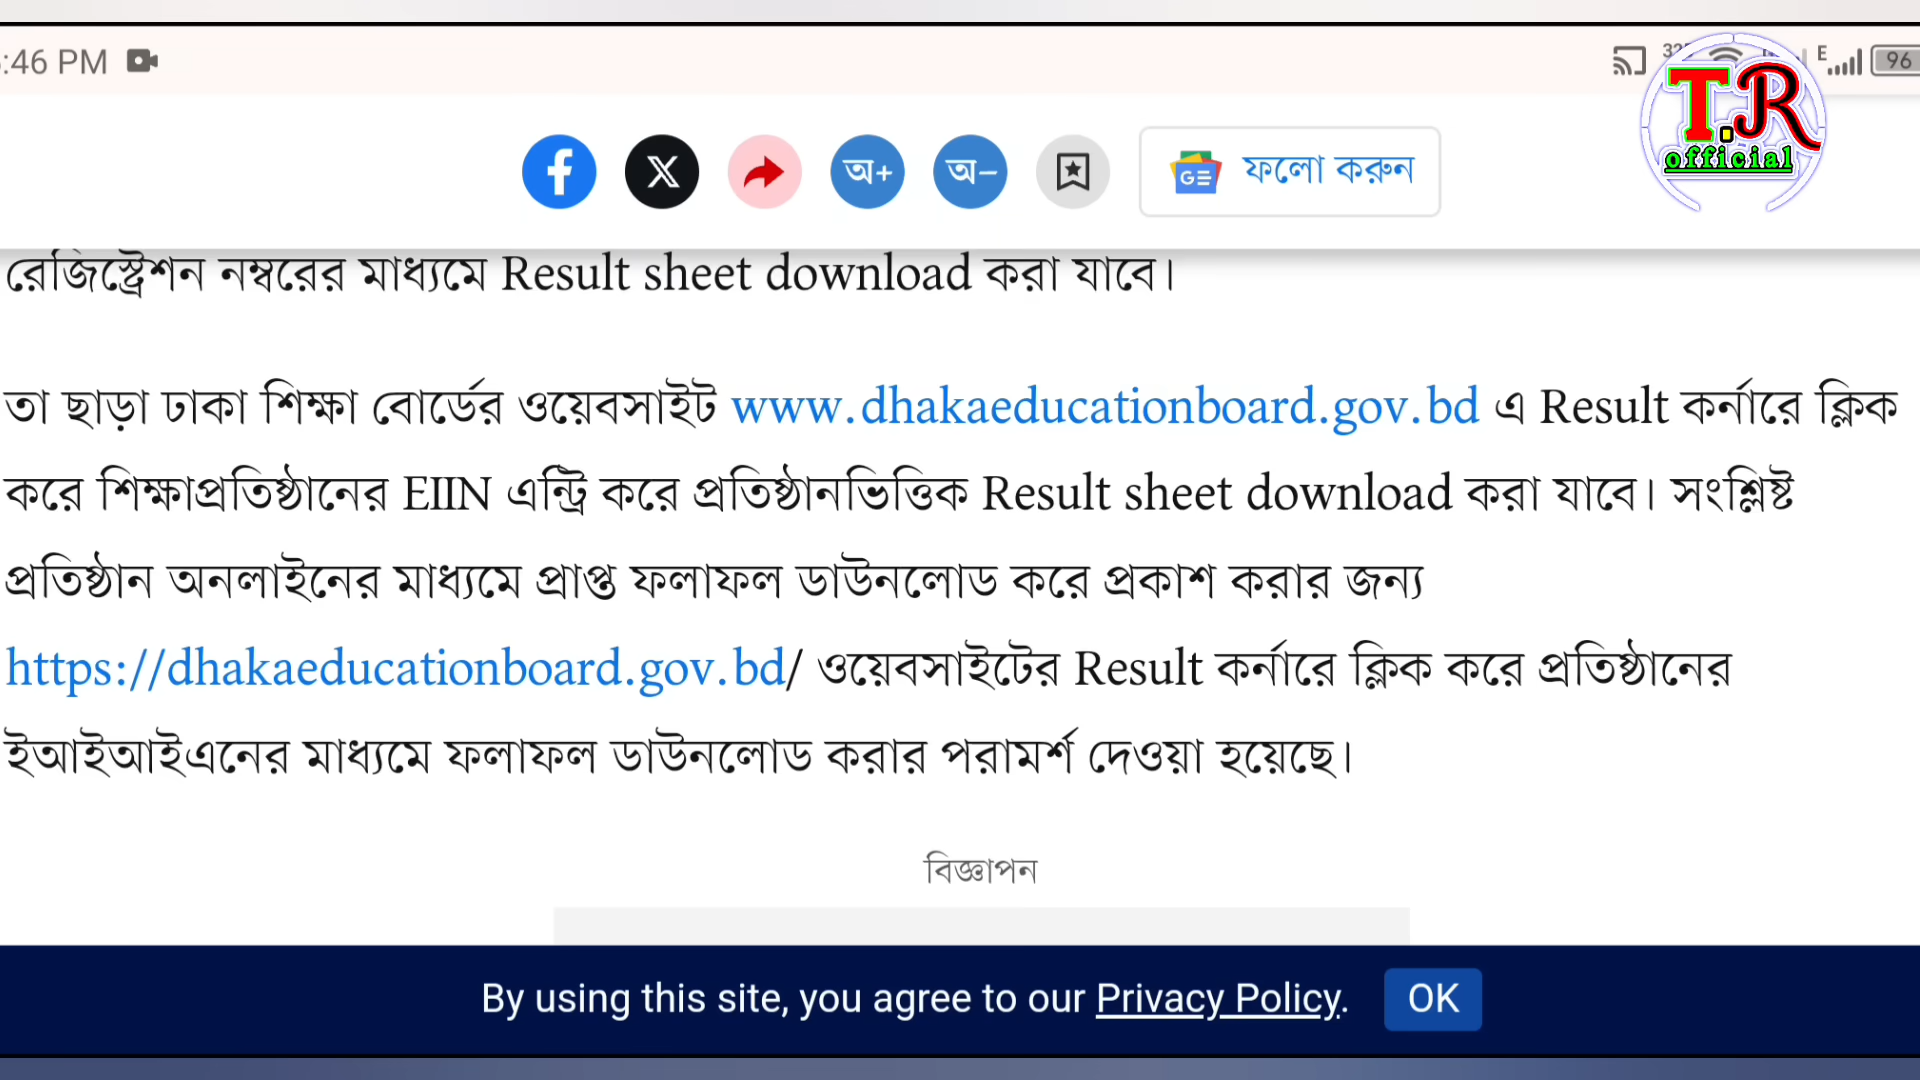 :46 PM
E
96
T.R
official
অ+
অ−
GE
ফলো করুন
রেজিস্ট্রেশন নম্বরের মাধ্যমে Result sheet download করা যাবে।
তা ছাড়া ঢাকা শিক্ষা বোর্ডের ওয়েবসাইট www.dhakaeducationboard.gov.bd এ Result কর্নারে ক্লিক
করে শিক্ষাপ্রতিষ্ঠানের EIIN এন্ট্রি করে প্রতিষ্ঠানভিত্তিক Result sheet download করা যাবে। সংশ্লিষ্ট
প্রতিষ্ঠান অনলাইনের মাধ্যমে প্রাপ্ত ফলাফল ডাউনলোড করে প্রকাশ করার জন্য
https://dhakaeducationboard.gov.bd/ ওয়েবসাইটের Result কর্নারে ক্লিক করে প্রতিষ্ঠানের
ইআইআইএনের মাধ্যমে ফলাফল ডাউনলোড করার পরামর্শ দেওয়া হয়েছে।
বিজ্ঞাপন
By using this site, you agree to our Privacy Policy.
OK